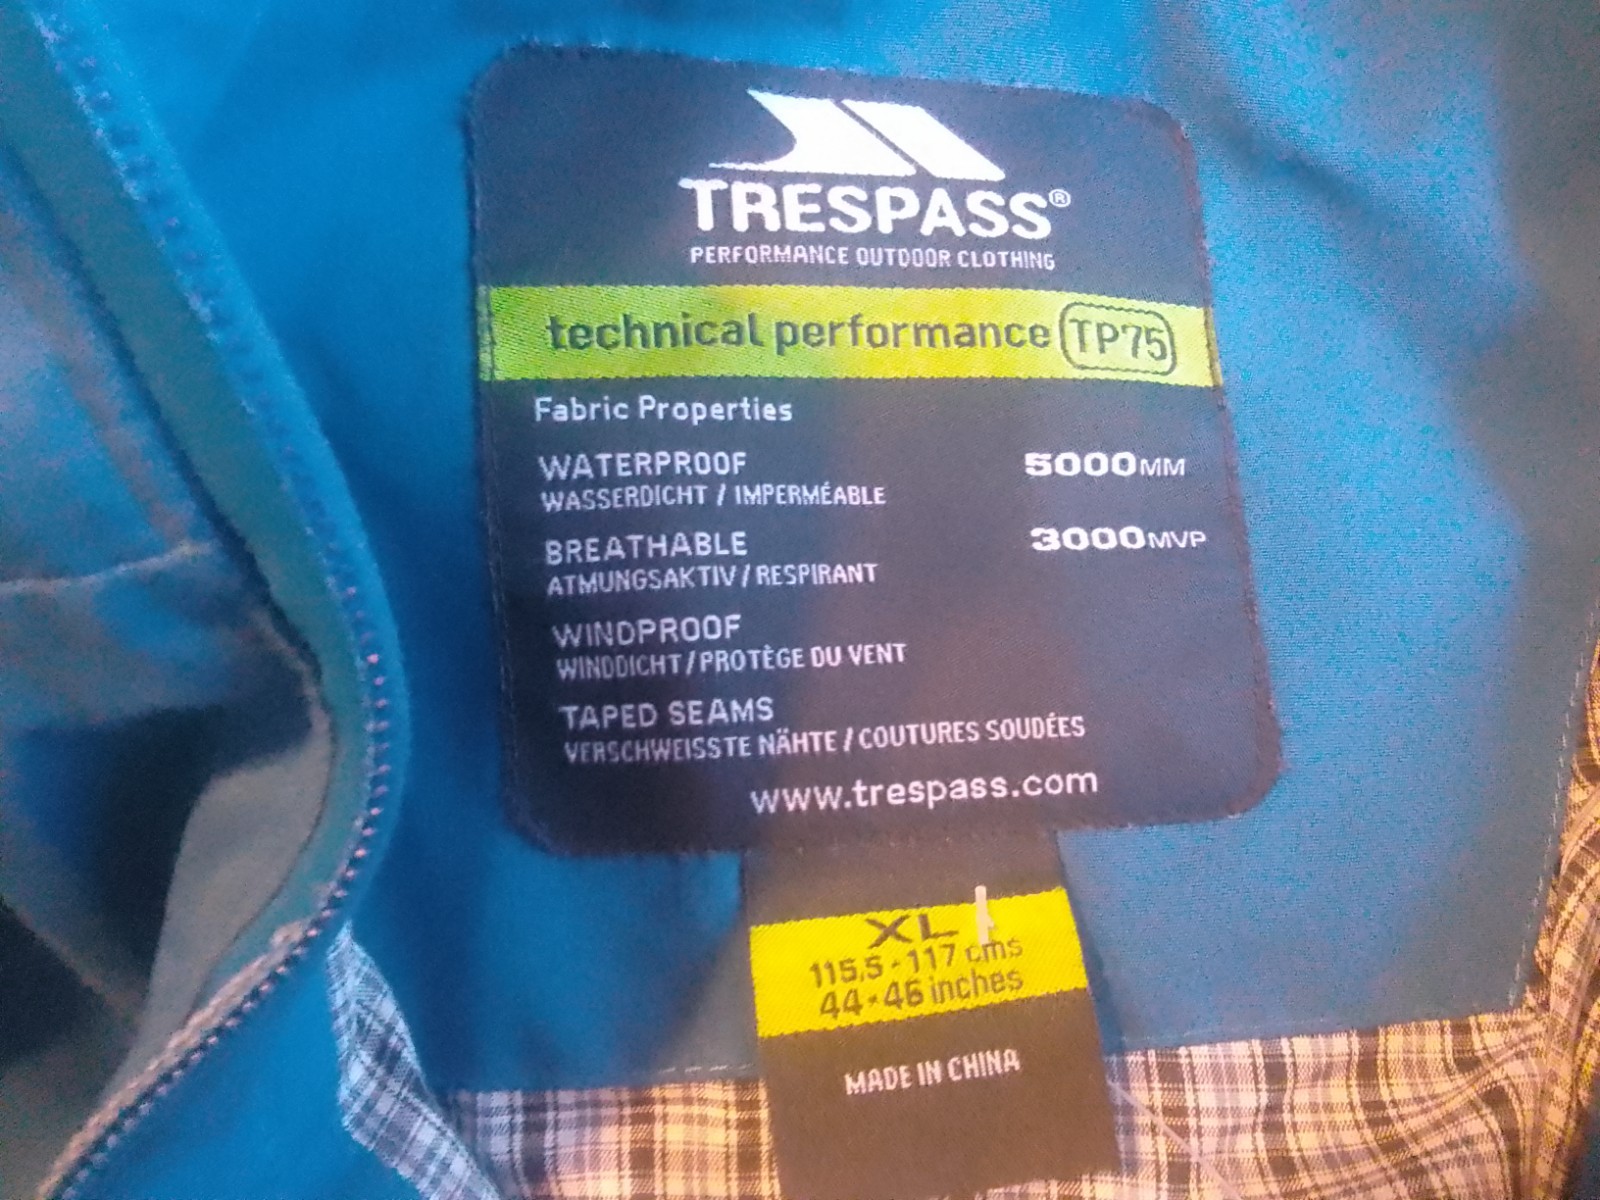 TRESPASS®
PERFORMANCE OUTDOOR CLOTHING
technical performance TP75
Fabric Properties
WATERPROOF 5000MM
WASSERDICHT / IMPERMÉABLE
BREATHABLE 3000MVP
ATMUNGSAKTIV / RESPIRANT
WINDPROOF
WINDDICHT / PROTÈGE DU VENT
TAPED SEAMS
VERSCHWEISSTE NÄHTE / COUTURES SOUDÉES
www.trespass.com
XL
115.5 - 117 cms
44 - 46 inches
MADE IN CHINA